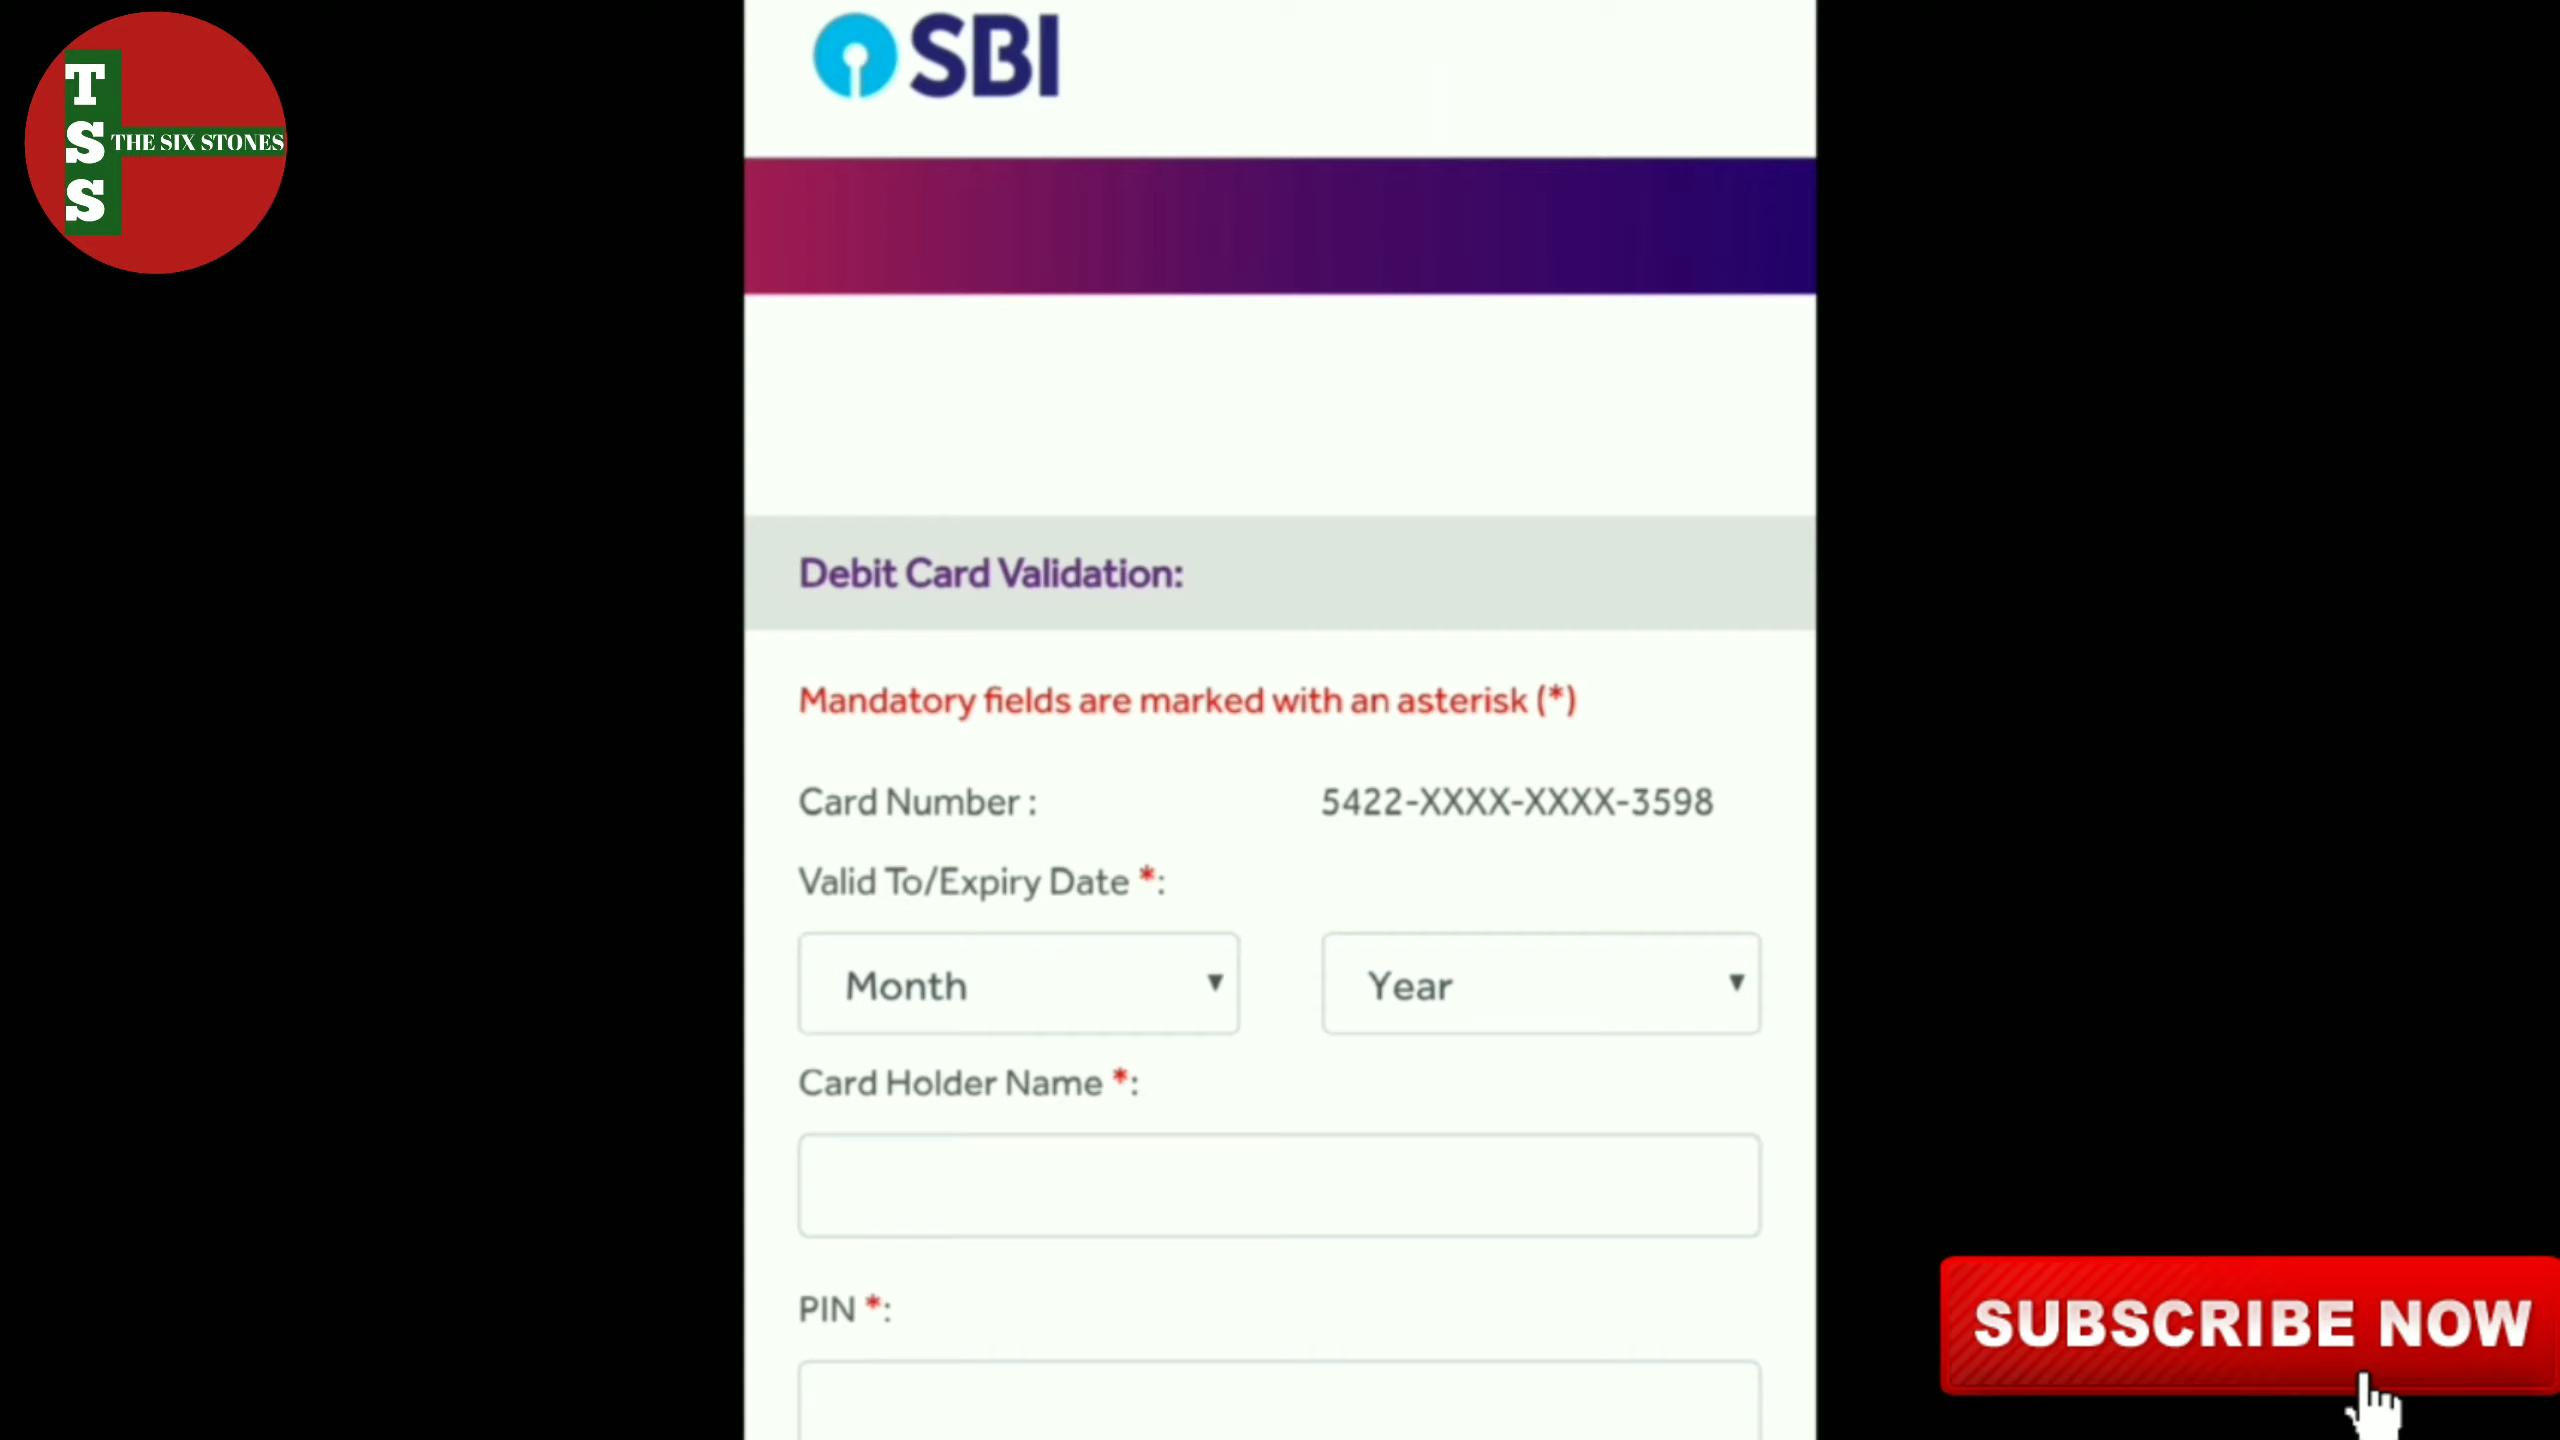 T
S
S
THE SIX STONES
SBI
Debit Card Validation:
Mandatory fields are marked with an asterisk (*)
Card Number : 5422-XXXX-XXXX-3598
Valid To/Expiry Date *:
Month ▼ Year ▼
Card Holder Name *:
PIN *:
SUBSCRIBE NOW